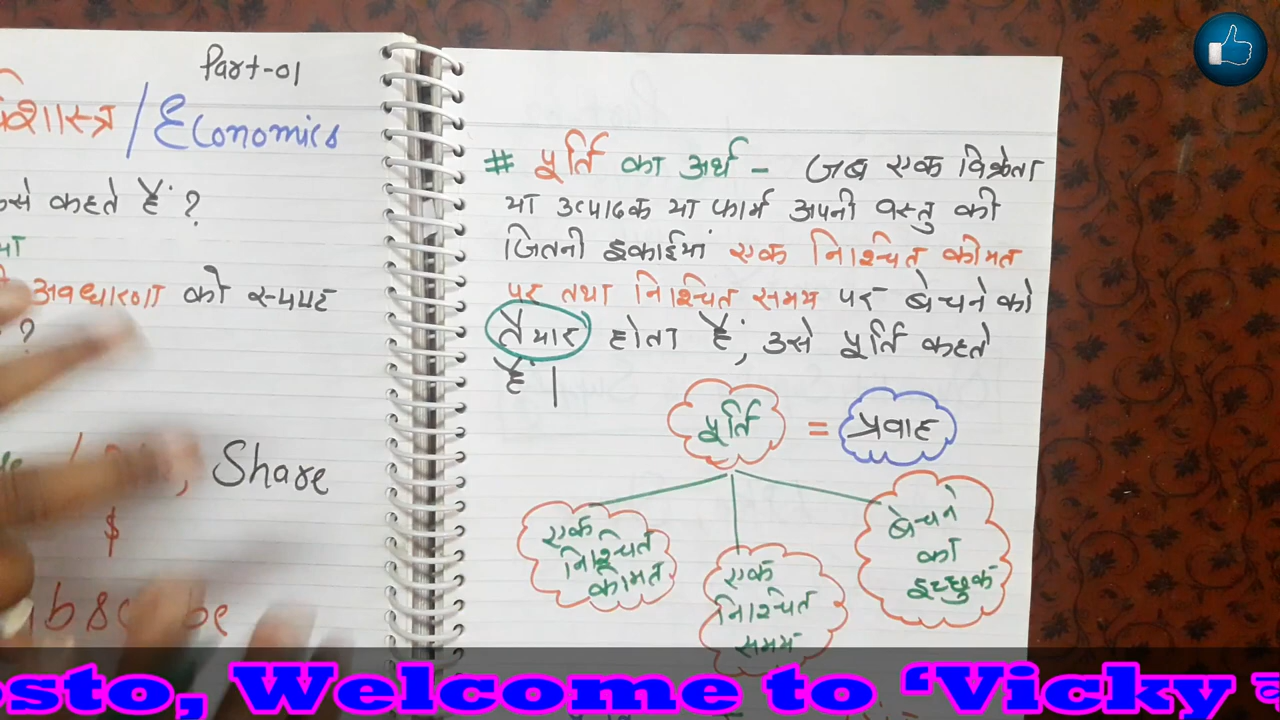 Part-01
/ Economics
कहते हैं ?
अवधारणा को स्पष्ट
?
, Share
$
# पूर्ति का अर्थ - जब एक विक्रेता
या उत्पादक या फार्म अपनी वस्तु की
जितनी इकाईयां एक निश्चित कीमत
पर तथा निश्चित समय पर बेचने को
तैयार होता हैं, उसे पूर्ति कहते
हैं |
पूर्ति = प्रवाह
एक
निश्चित
कीमत
एक
निश्चित
समय
बेचने
को
इच्छुक
osto, Welcome to ‘Vicky